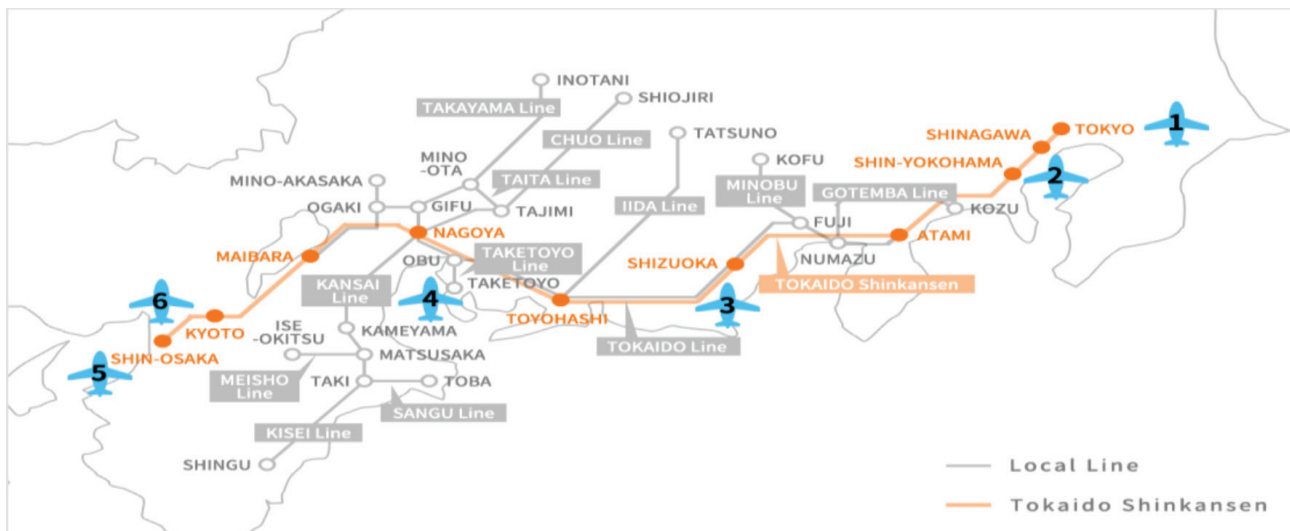 INOTANI
SHIOJIRI
TAKAYAMA Line
1
TOKYO
TATSUNO
SHINAGAWA
CHUO Line
KOFU
SHIN-YOKOHAMA
MINO
-OTA
2
MINO-AKASAKA
TAITA Line
MINOBU
Line
GOTEMBA Line
OGAKI
GIFU
TAJIMI
IIDA Line
KOZU
FUJI
NAGOYA
ATAMI
MAIBARA
OBU
TAKETOYO
Line
SHIZUOKA
NUMAZU
KANSAI
Line
TAKETOYO
TOKAIDO Shinkansen
6
4
3
KYOTO
TOYOHASHI
ISE
-OKITSU
KAMEYAMA
TOKAIDO Line
SHIN-OSAKA
MATSUSAKA
5
MEISHO
Line
TAKI
TOBA
SANGU Line
KISEI Line
SHINGU
Local Line
Tokaido Shinkansen